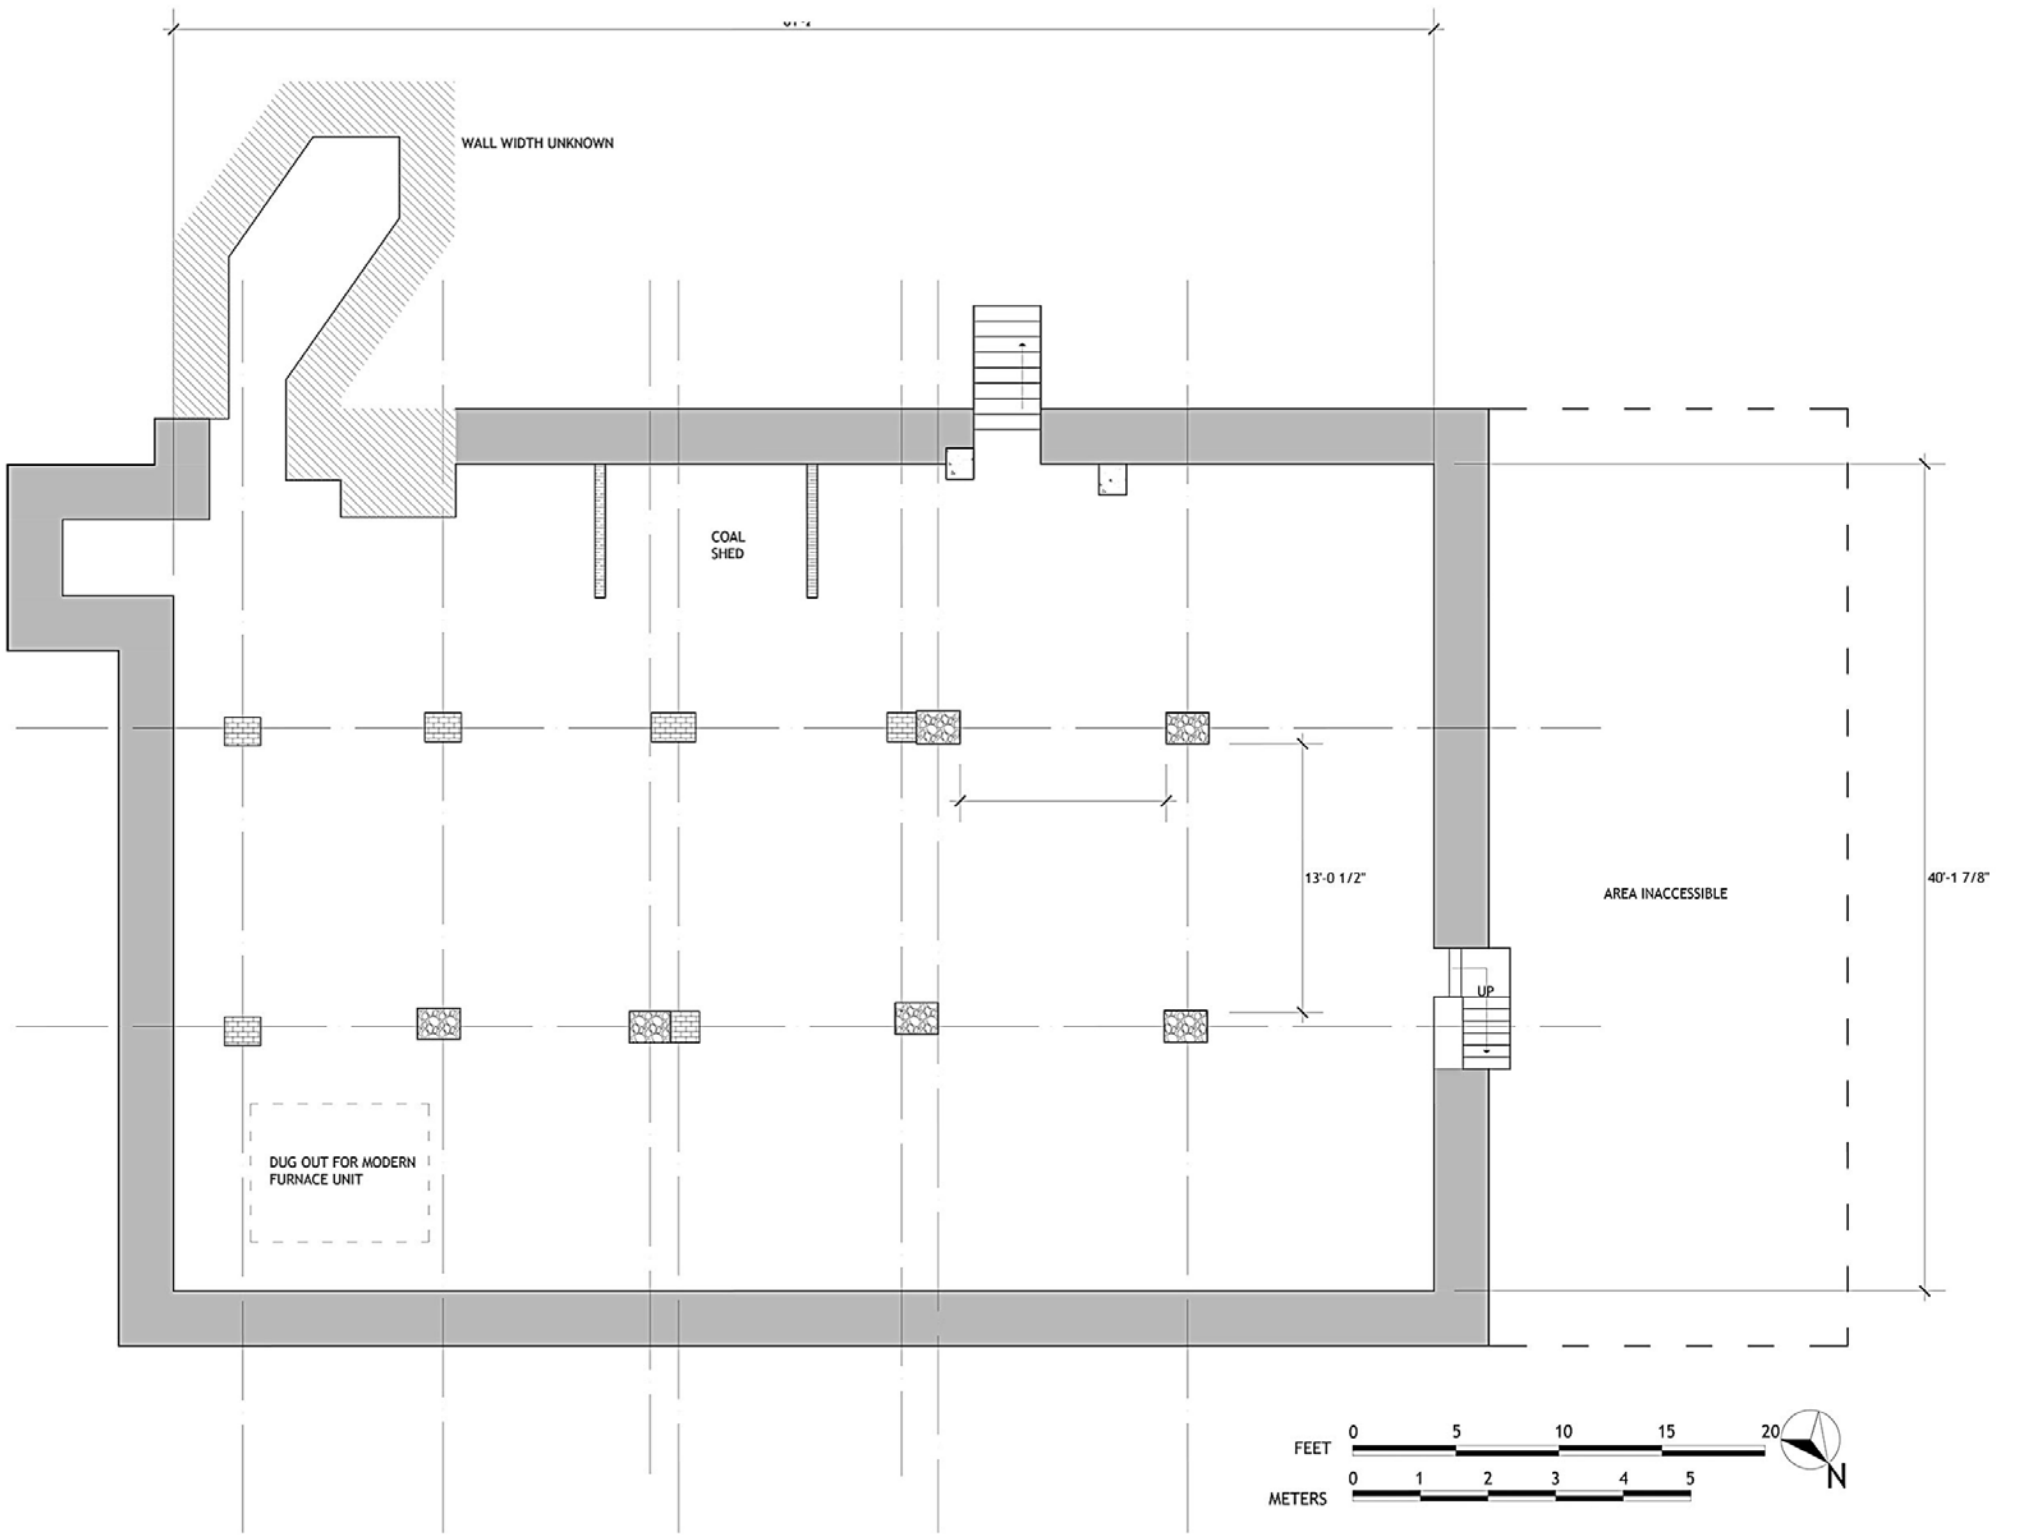 WALL WIDTH UNKNOWN
COAL
SHED
13'-0 1/2"
40'-1 7/8"
AREA INACCESSIBLE
UP
DUG OUT FOR MODERN
FURNACE UNIT
FEET 0 5 10 15 20
METERS 0 1 2 3 4 5
N